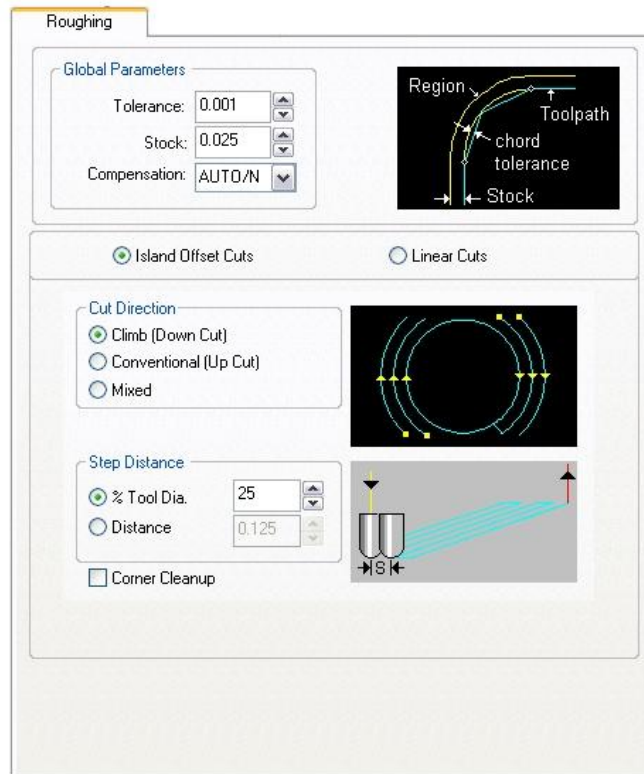 Roughing
Global Parameters
Tolerance: 0.001
Stock: 0.025
Compensation: AUTO/N
Region
Toolpath
chord
tolerance
Stock
Island Offset Cuts
Linear Cuts
Cut Direction
Climb (Down Cut)
Conventional (Up Cut)
Mixed
Step Distance
% Tool Dia. 25
Distance 0.125
S
Corner Cleanup